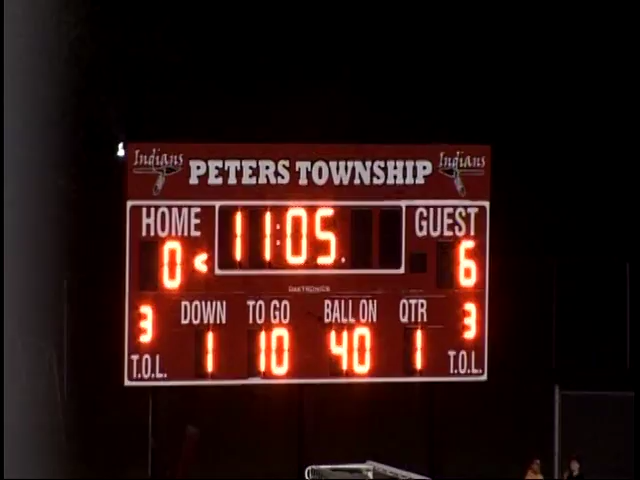 Indians PETERS TOWNSHIP Indians
HOME 11:05. GUEST
0 < 6
DAKTRONICS
DOWN TO GO BALL ON QTR
3 1 10 40 1 3
T.O.L. T.O.L.